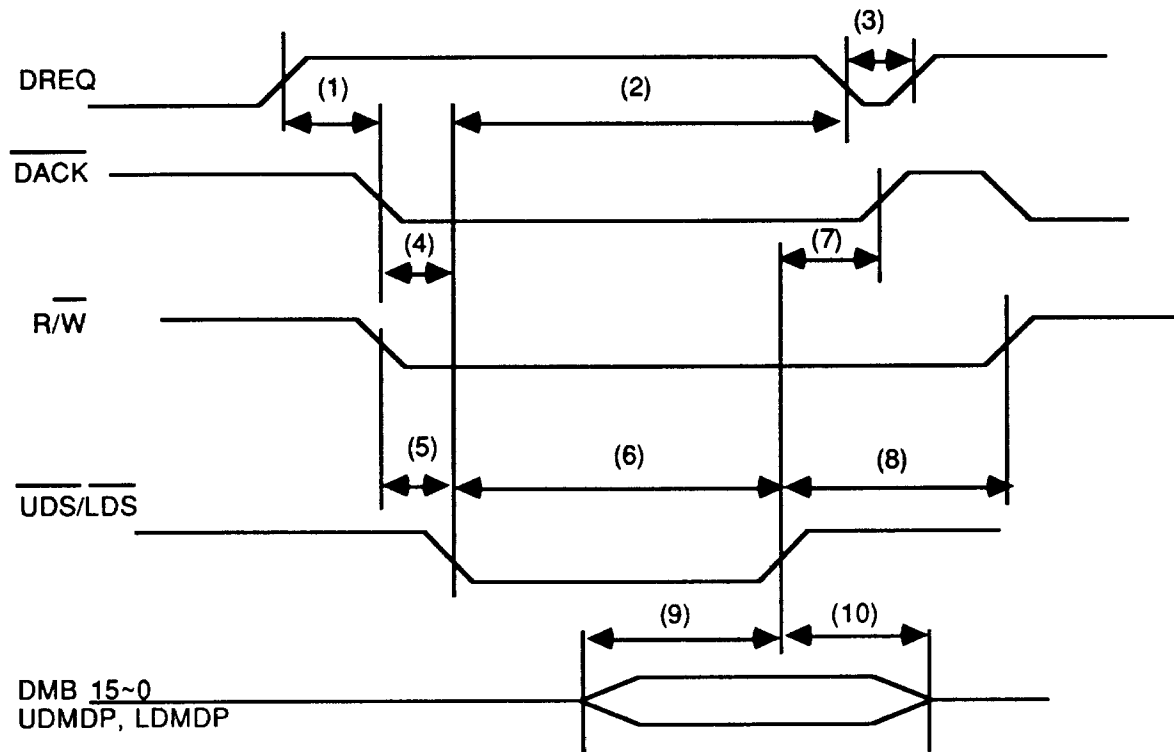 (3)
DREQ
(1)
(2)
DACK
(4)
(7)
R/W
(5)
(6)
(8)
UDS/LDS
(9)
(10)
DMB 15~0
UDMDP, LDMDP